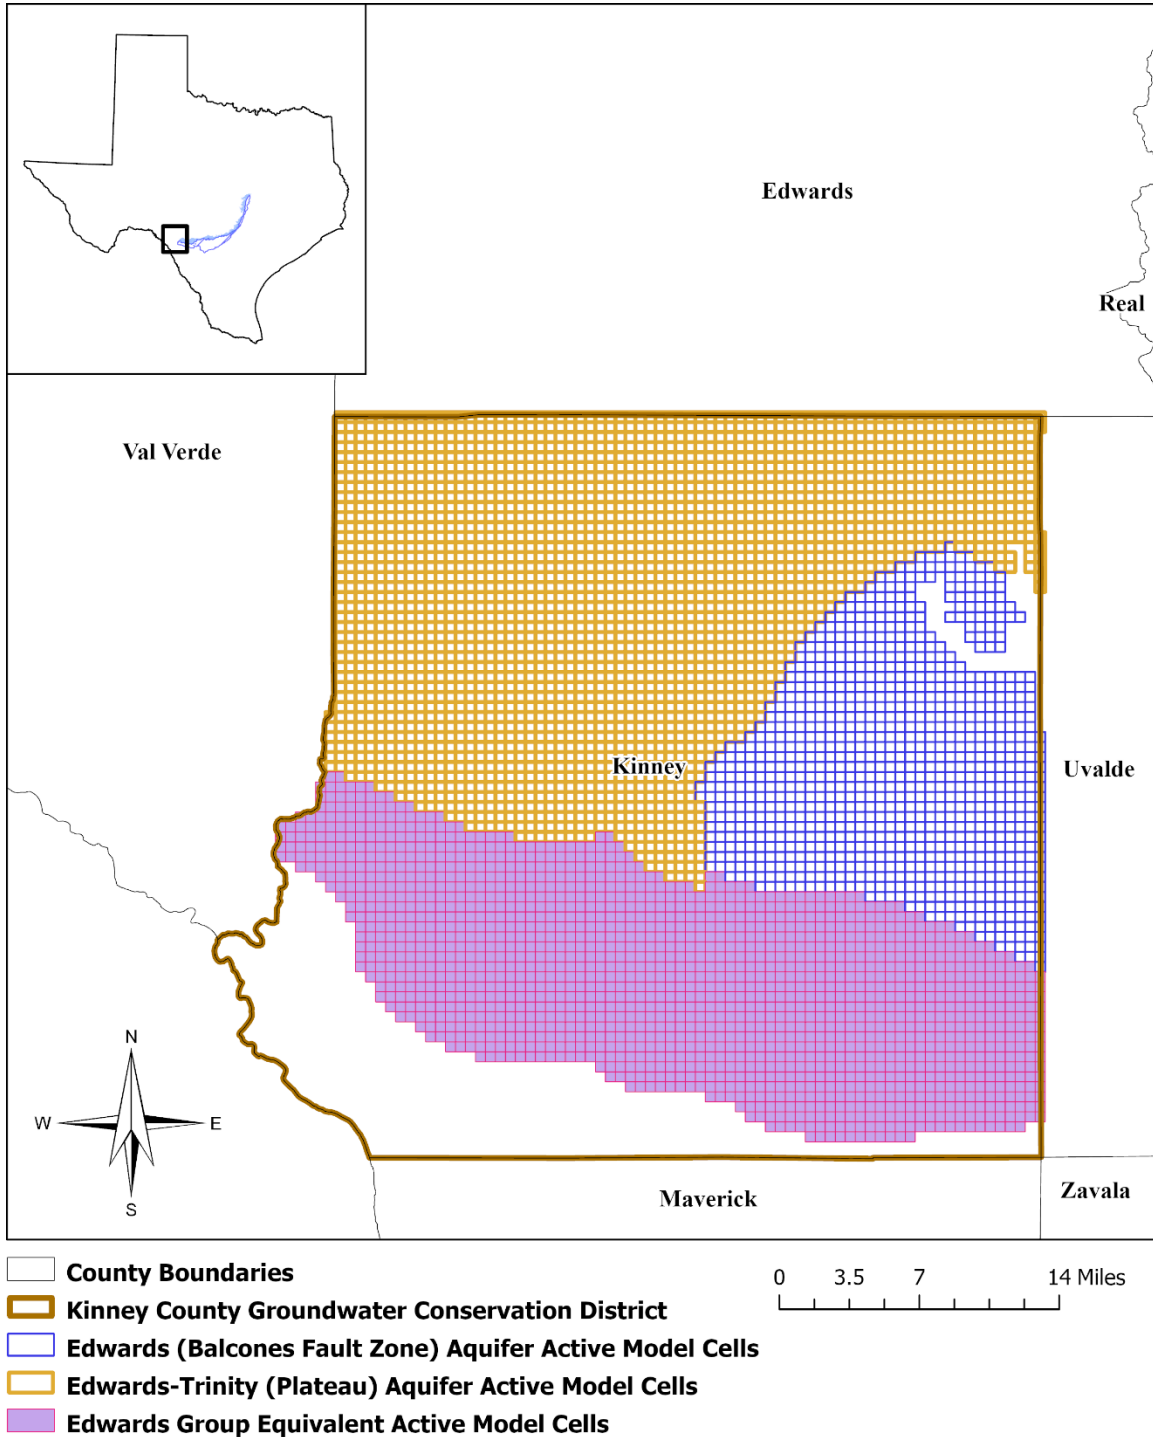 Edwards
Real
Val Verde
Kinney
Uvalde
N
W
E
S
Maverick
Zavala
County Boundaries
Kinney County Groundwater Conservation District
Edwards (Balcones Fault Zone) Aquifer Active Model Cells
Edwards-Trinity (Plateau) Aquifer Active Model Cells
Edwards Group Equivalent Active Model Cells
0 3.5 7 14 Miles